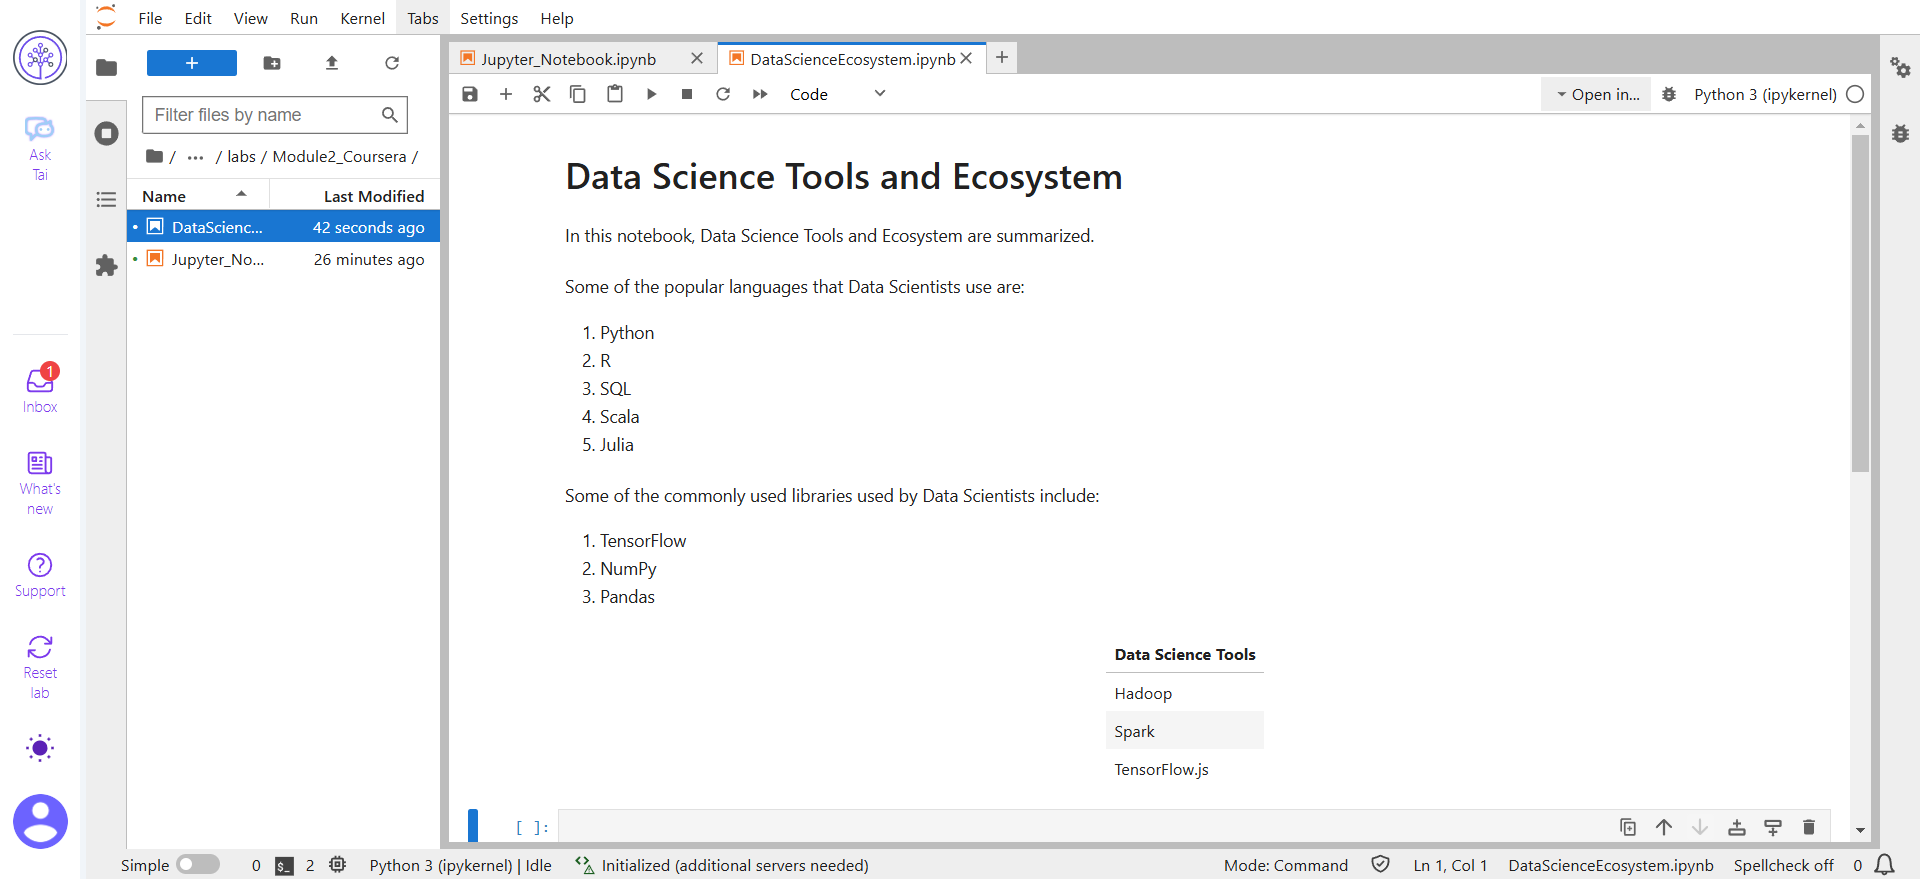 File Edit View Run Kernel Tabs Settings Help
Ask
Tai
1
Inbox
What's
new
Support
Reset
lab
Filter files by name
/ ... / labs / Module2_Coursera /
Name Last Modified
DataScienc... 42 seconds ago
Jupyter_No... 26 minutes ago
Jupyter_Notebook.ipynb DataScienceEcosystem.ipynb
Code Open in... Python 3 (ipykernel)
Data Science Tools and Ecosystem
In this notebook, Data Science Tools and Ecosystem are summarized.
Some of the popular languages that Data Scientists use are:
1. Python
2. R
3. SQL
4. Scala
5. Julia
Some of the commonly used libraries used by Data Scientists include:
1. TensorFlow
2. NumPy
3. Pandas
Data Science Tools
Hadoop
Spark
TensorFlow.js
[ ]:
Simple 0 $_ 2 Python 3 (ipykernel) | Idle Initialized (additional servers needed) Mode: Command Ln 1, Col 1 DataScienceEcosystem.ipynb Spellcheck off 0